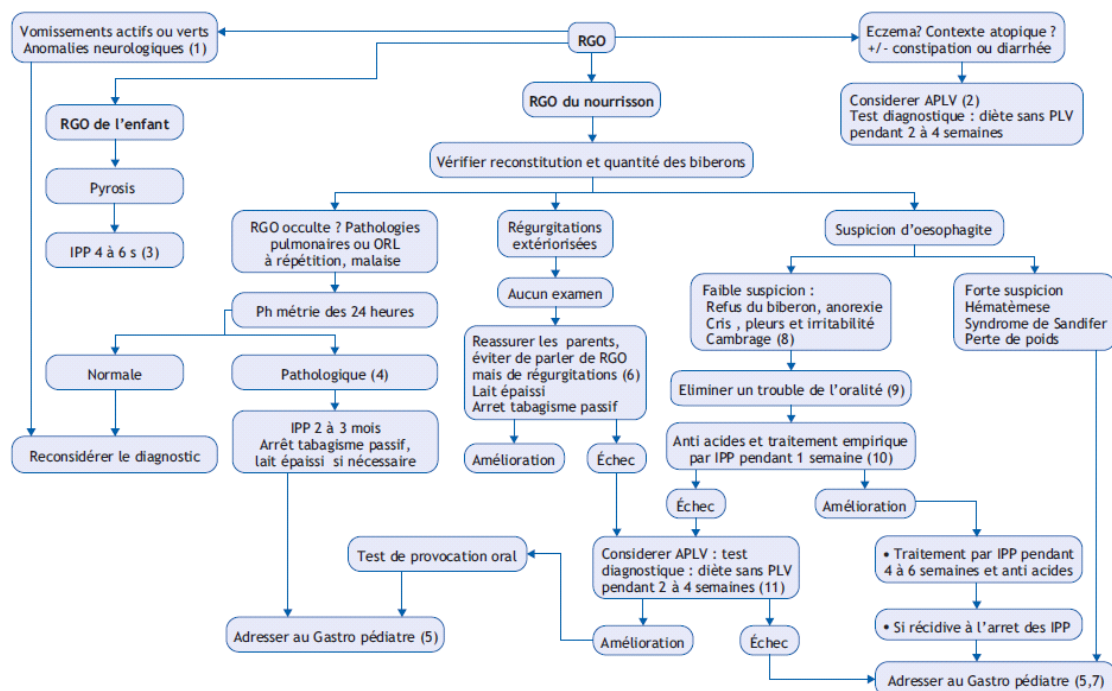 Vomissements actifs ou verts
Anomalies neurologiques (1)
RGO
Eczema? Contexte atopique ?
+/- constipation ou diarrhée
RGO de l'enfant
RGO du nourrisson
Considerer APLV (2)
Test diagnostique : diète sans PLV
pendant 2 à 4 semaines
Vérifier reconstitution et quantité des biberons
Pyrosis
IPP 4 à 6 s (3)
RGO occulte ? Pathologies
pulmonaires ou ORL
à répétition, malaise
Régurgitations
extériorisées
Suspicion d'oesophagite
Ph métrie des 24 heures
Aucun examen
Faible suspicion :
Refus du biberon, anorexie
Cris , pleurs et irritabilité
Cambrage (8)
Forte suspicion
Hématèmese
Syndrome de Sandifer
Perte de poids
Normale
Pathologique (4)
Reassurer les parents,
éviter de parler de RGO
mais de régurgitations (6)
Lait épaissi
Arret tabagisme passif
Eliminer un trouble de l'oralité (9)
Reconsidérer le diagnostic
IPP 2 à 3 mois
Arrêt tabagisme passif,
lait épaissi si nécessaire
Amélioration
Échec
Anti acides et traitement empirique
par IPP pendant 1 semaine (10)
Échec
Amélioration
Test de provocation oral
Considerer APLV : test
diagnostique : diète sans PLV
pendant 2 à 4 semaines (11)
• Traitement par IPP pendant
4 à 6 semaines et anti acides
Adresser au Gastro pédiatre (5)
Amélioration
Échec
• Si récidive à l'arret des IPP
Adresser au Gastro pédiatre (5,7)